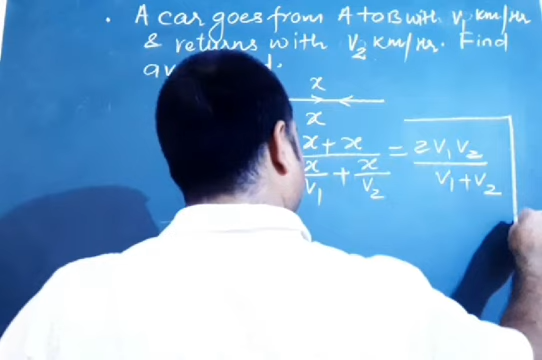 . A car goes from A to B with V₁ km/hr
& returns with V₂ km/hr. Find
x
x
x + x / x/V₁ + x/V₂ = 2V₁V₂ / V₁+V₂